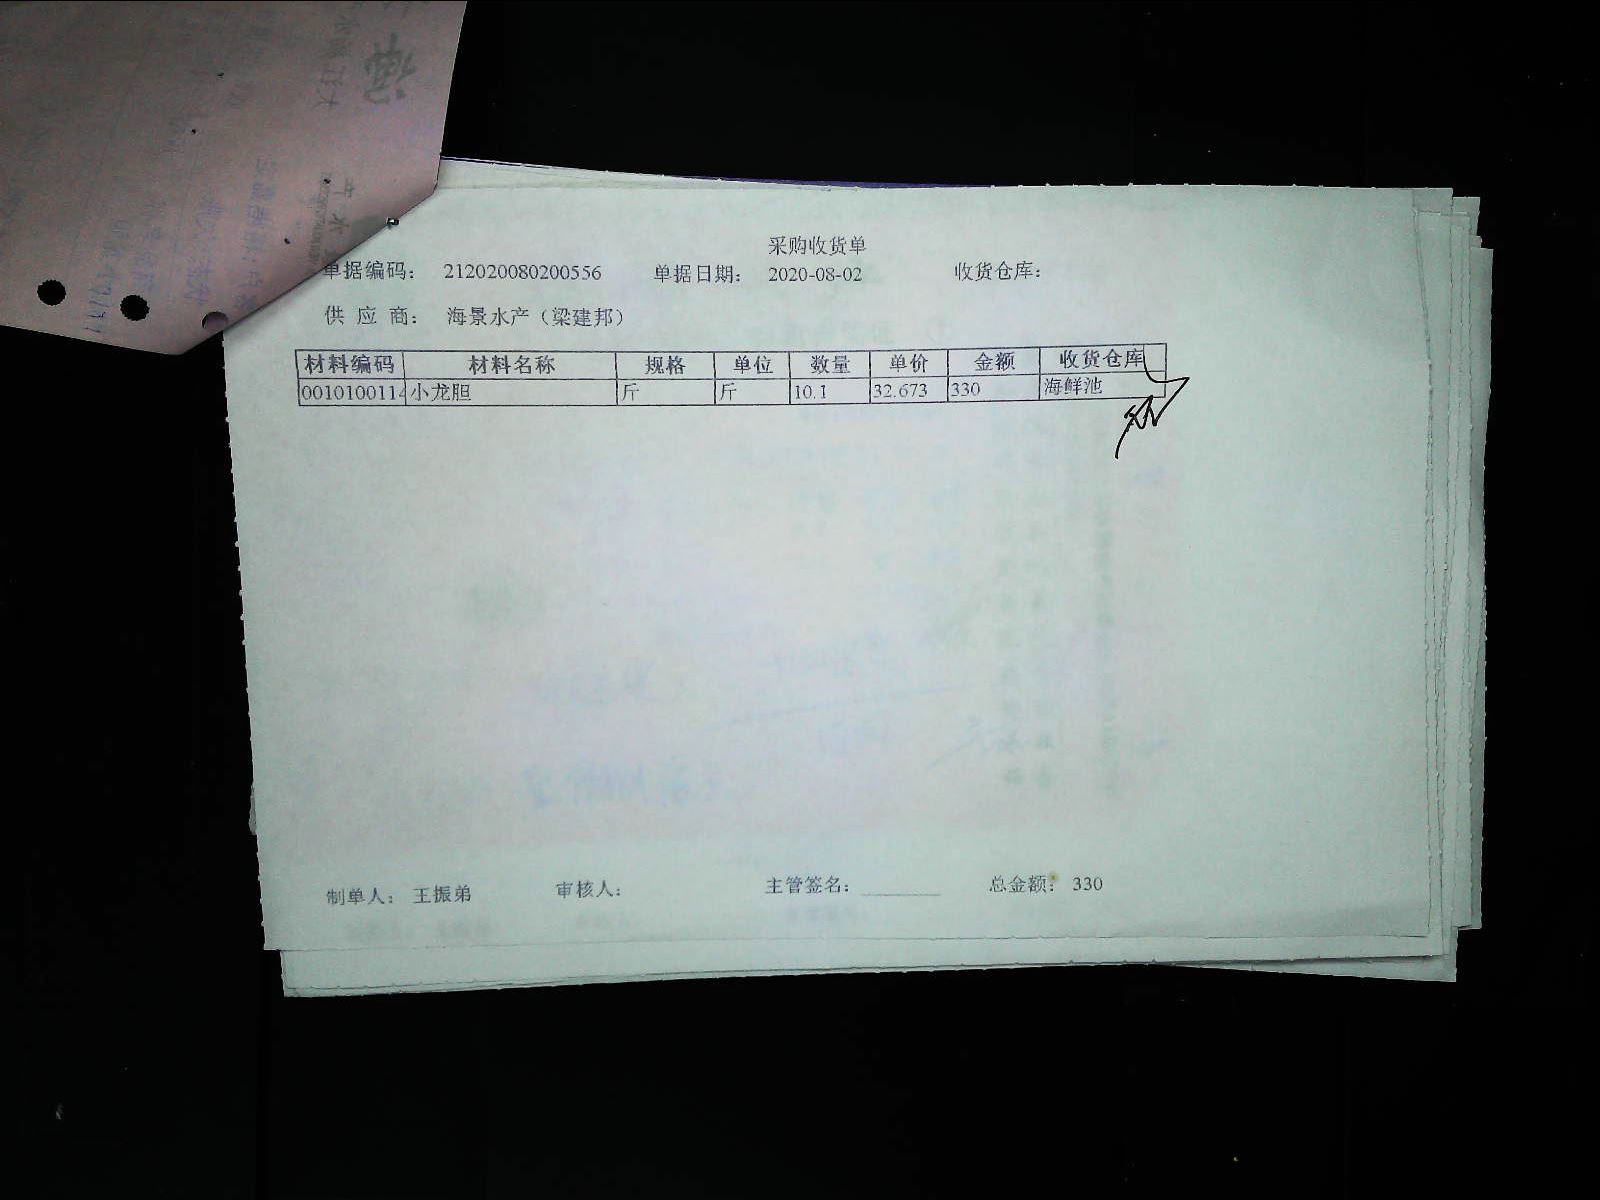 采购收货单
单据编码： 212020080200556 单据日期： 2020-08-02 收货仓库：
供 应 商： 海景水产（梁建邦）
材料编码 材料名称 规格 单位 数量 单价 金额 收货仓库
0010100114 小龙胆 斤 斤 10.1 32.673 330 海鲜池
制单人： 王振弟 审核人： 主管签名： 总金额： 330